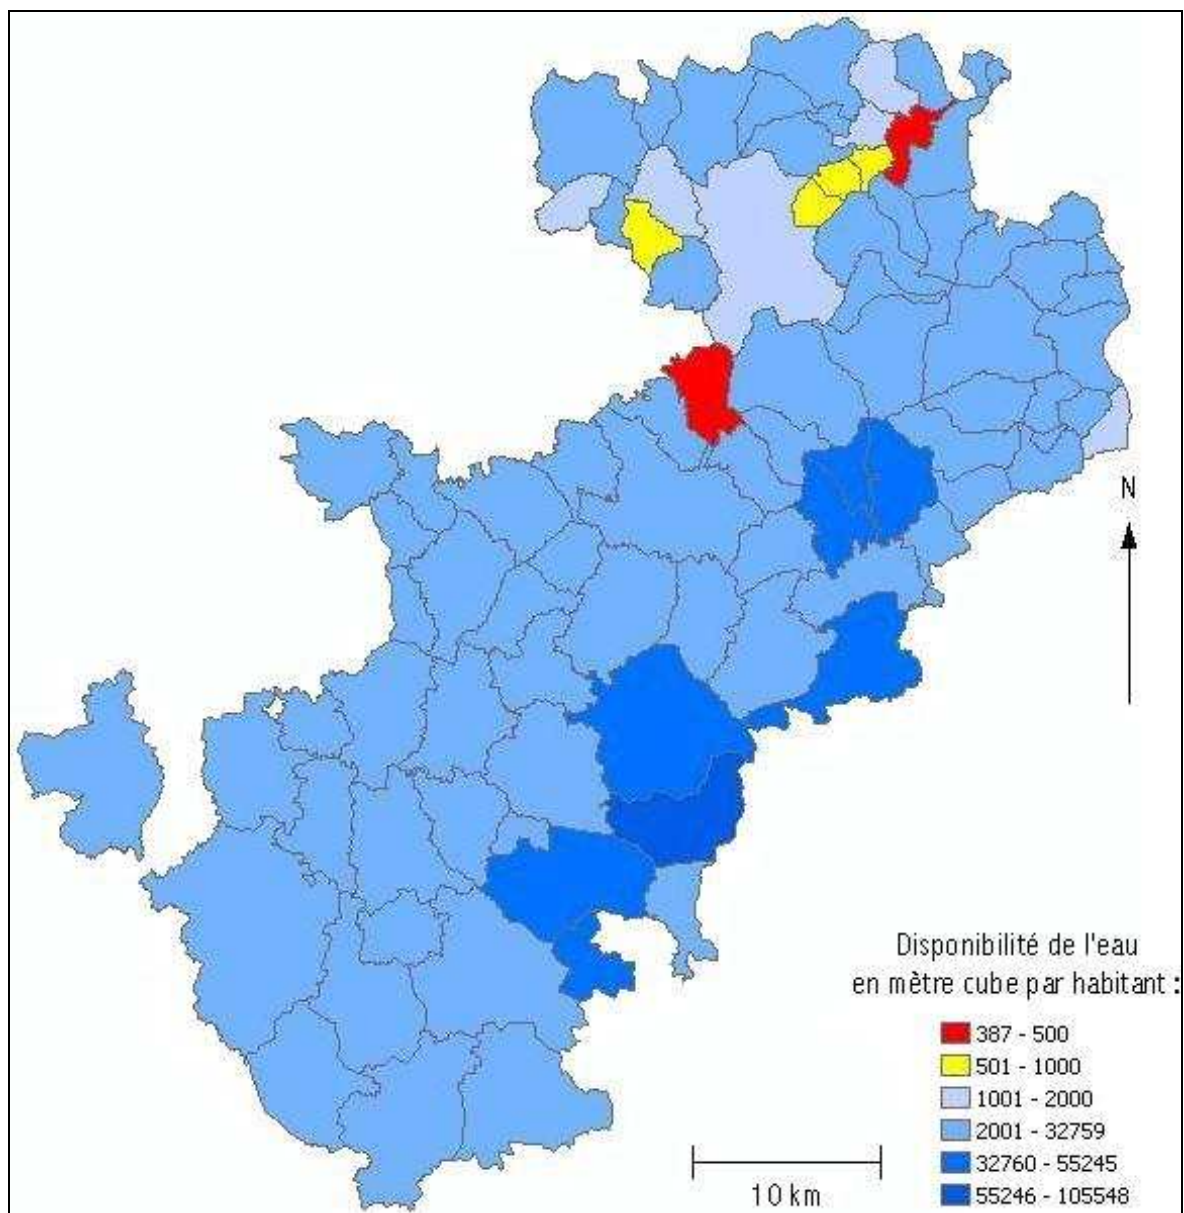 N
Disponibilité de l'eau
en mètre cube par habitant :
387 - 500
501 - 1000
1001 - 2000
2001 - 32759
32760 - 55245
55246 - 105548
10 km